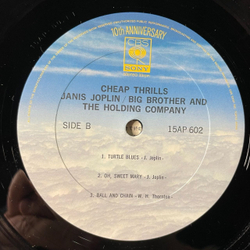 10th ANNIVERSARY
CBS
SONY
CHEAP THRILLS
JANIS JOPLIN / BIG BROTHER AND
THE HOLDING COMPANY
SIDE B
15AP 602
1. TURTLE BLUES - J. Joplin -
2. OH, SWEET MARY - J. Joplin -
3. BALL AND CHAIN - W. M. Thornton -